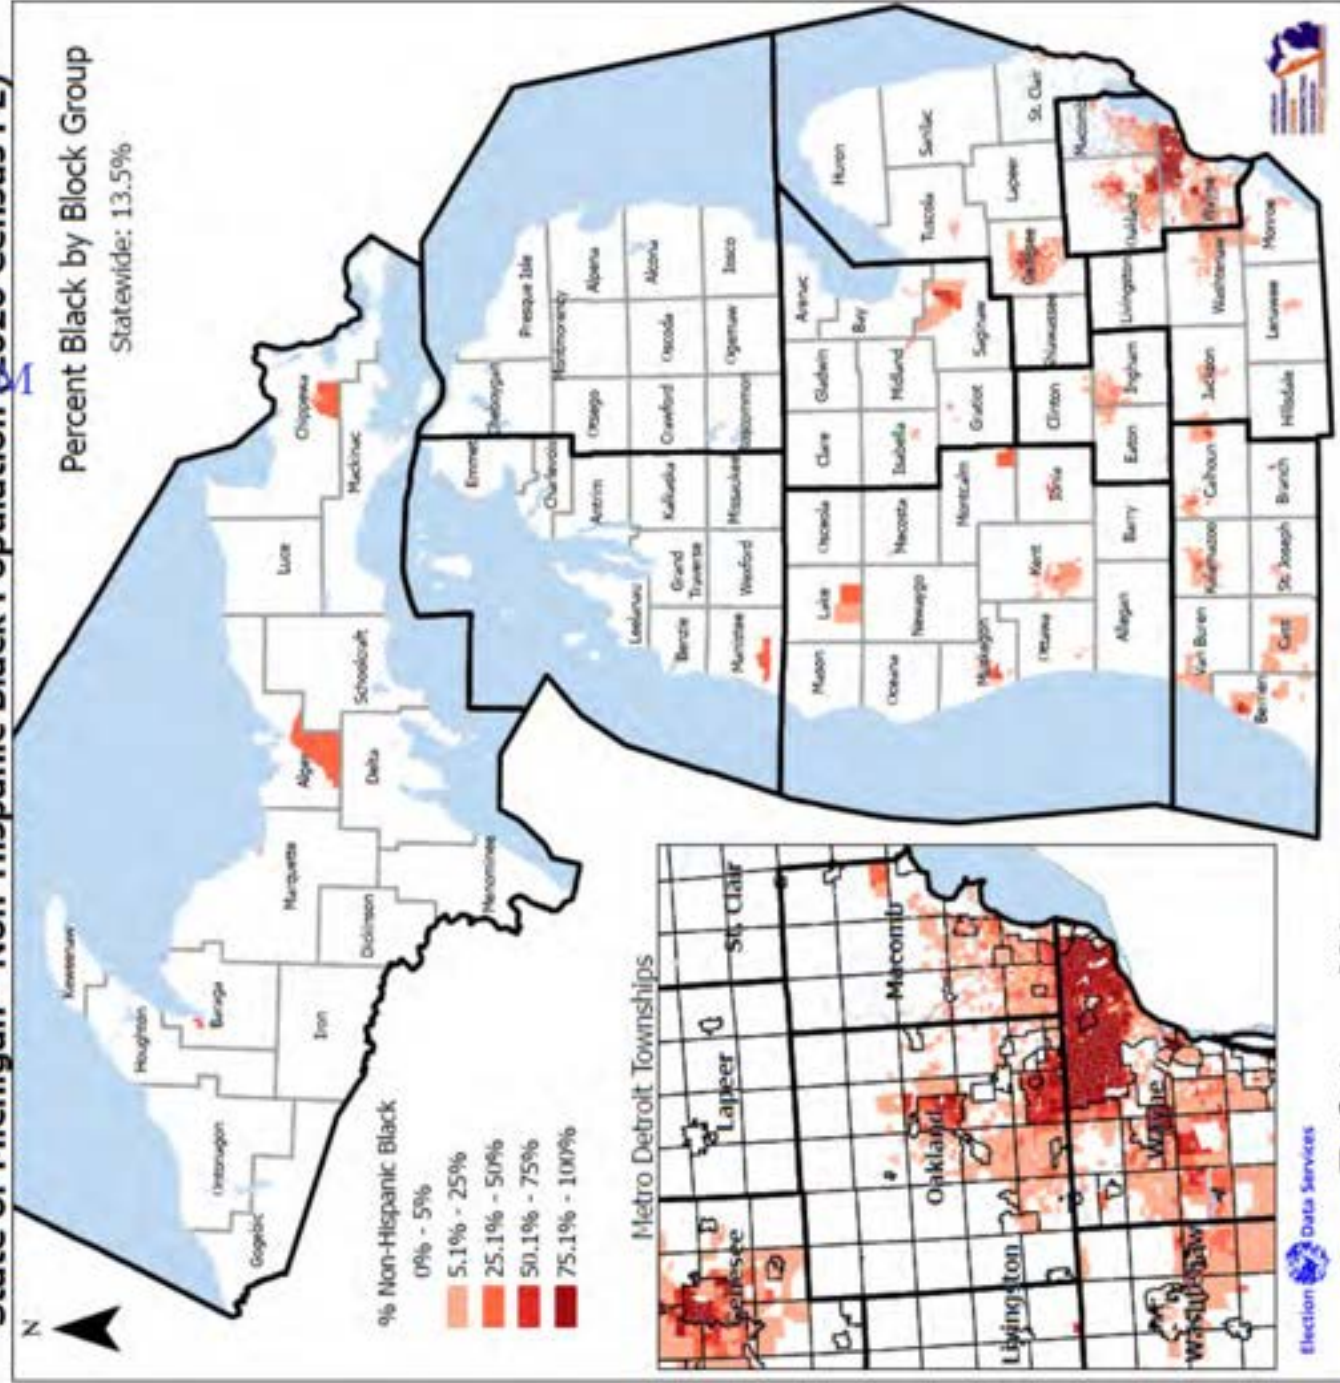 State of Michigan - Non-Hispanic Black Population (2020 Census PL)
Percent Black by Block Group
Statewide: 13.5%
N
Keweenaw
Houghton
Ontonagon
Gogebic
Baraga
Iron
Marquette
Dickinson
Menominee
Alge
Delta
Schoolcraft
Luce
Chippewa
Mackinac
Emmet
Cheboygan
Presque Isle
Charlevoix
Antrim
Otsego
Montmorency
Alpena
Leelanau
Benzie
Grand
Traverse
Kalkaska
Crawford
Oscoda
Alcona
Manistee
Wexford
Missaukee
Roscommon
Ogemaw
Iosco
Mason
Lake
Osceola
Clare
Gladwin
Arenac
Huron
Oceana
Newaygo
Mecosta
Isabella
Midland
Bay
Tuscola
Sanilac
Muskegon
Montcalm
Gratiot
Saginaw
Genesee
Lapeer
St. Clair
Ottawa
Kent
Ionia
Clinton
Shiawassee
Oakland
Macomb
Allegan
Barry
Eaton
Ingham
Livingston
Van Buren
Kalamazoo
Calhoun
Jackson
Washtenaw
Wayne
Berrien
Cass
St. Joseph
Branch
Hillsdale
Lenawee
Monroe
% Non-Hispanic Black
0% - 5%
5.1% - 25%
25.1% - 50%
50.1% - 75%
75.1% - 100%
Metro Detroit Townships
Genesee
Lapeer
St. Clair
Livingston
Oakland
Macomb
Washtenaw
Wayne
Election Data Services